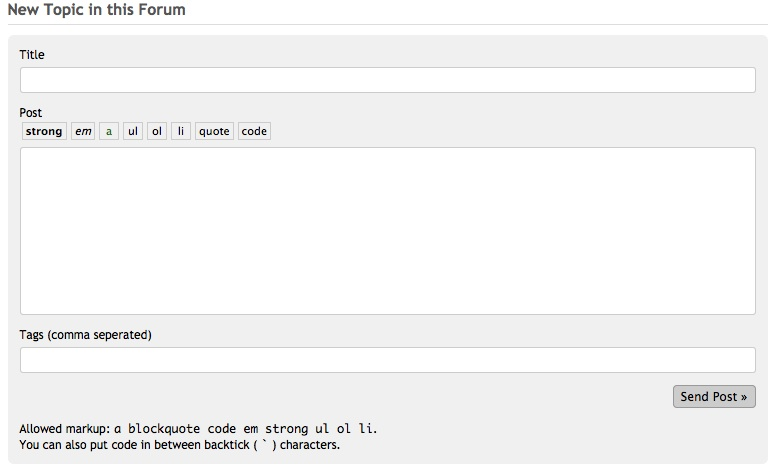 New Topic in this Forum
Title
Post
strong em a ul ol li quote code
Tags (comma seperated)
Send Post »
Allowed markup: a blockquote code em strong ul ol li.
You can also put code in between backtick ( ` ) characters.